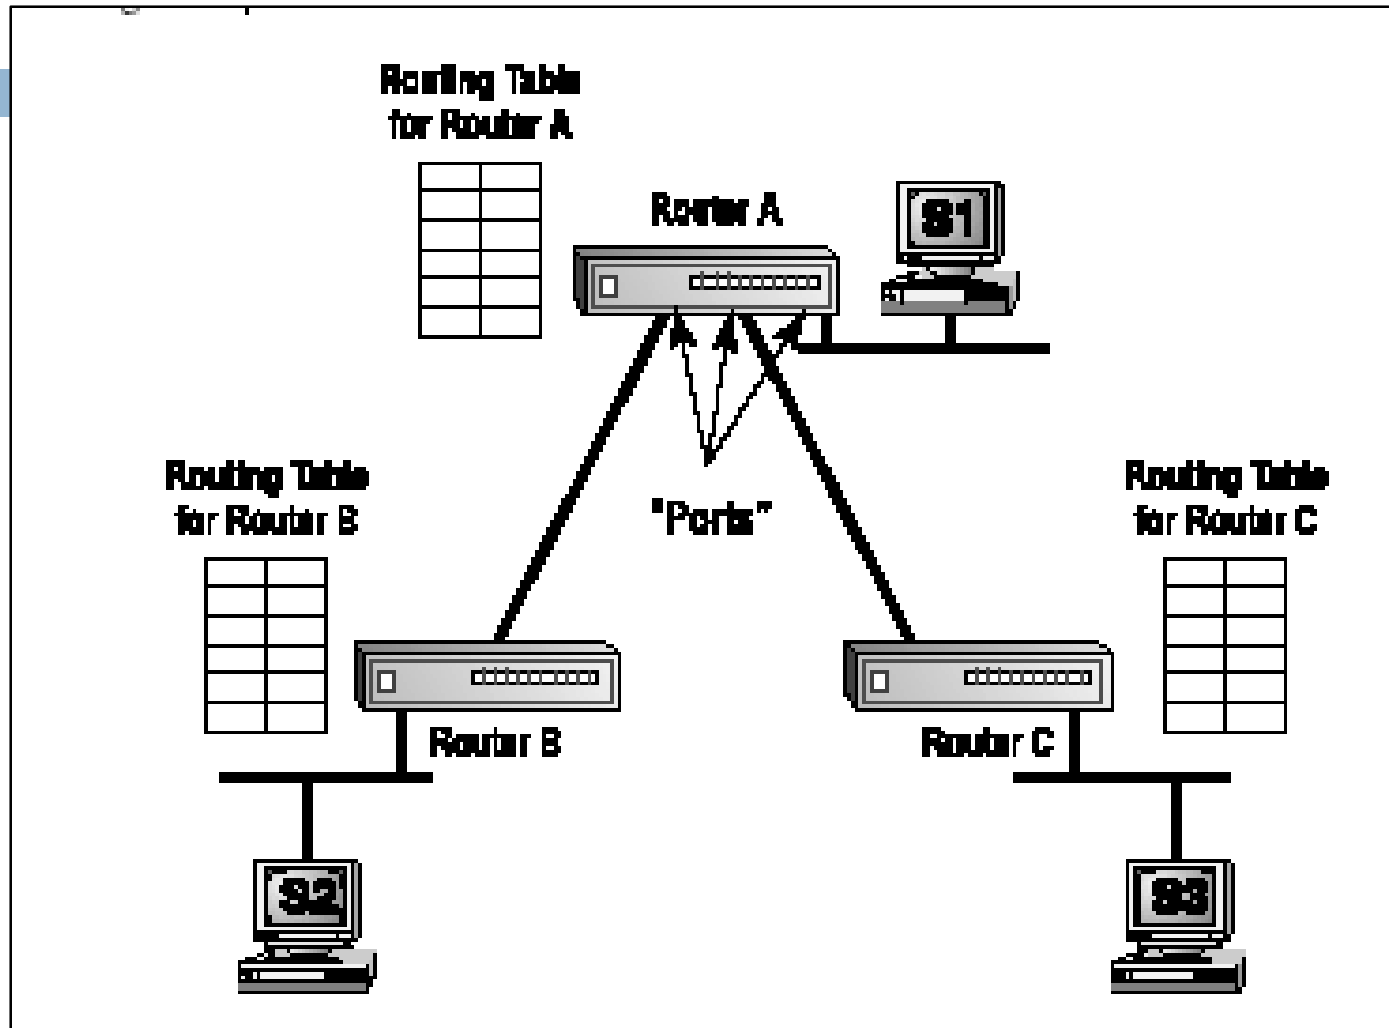 Routing Table
for Router A
Router A
S1
Routing Table
for Router B
"Ports"
Routing Table
for Router C
Router B
Router C
S2
S3